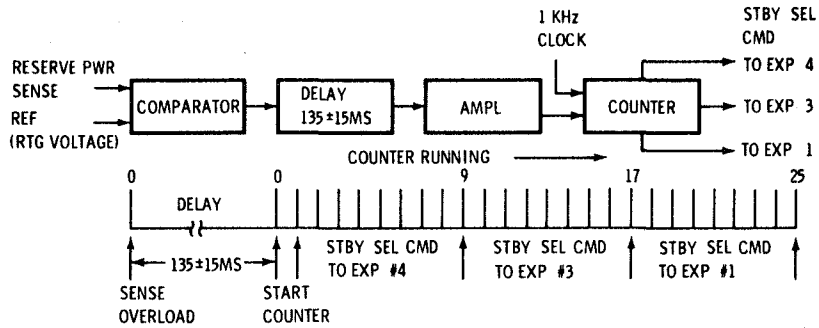 1 KHz
CLOCK
STBY SEL
CMD
RESERVE PWR
SENSE
REF
(RTG VOLTAGE)
COMPARATOR
DELAY
135±15MS
AMPL
COUNTER
TO EXP 4
TO EXP 3
TO EXP 1
COUNTER RUNNING
0
0
9
17
25
DELAY
STBY SEL CMD
TO EXP #4
STBY SEL CMD
TO EXP #3
STBY SEL CMD
TO EXP #1
135±15MS
SENSE
OVERLOAD
START
COUNTER